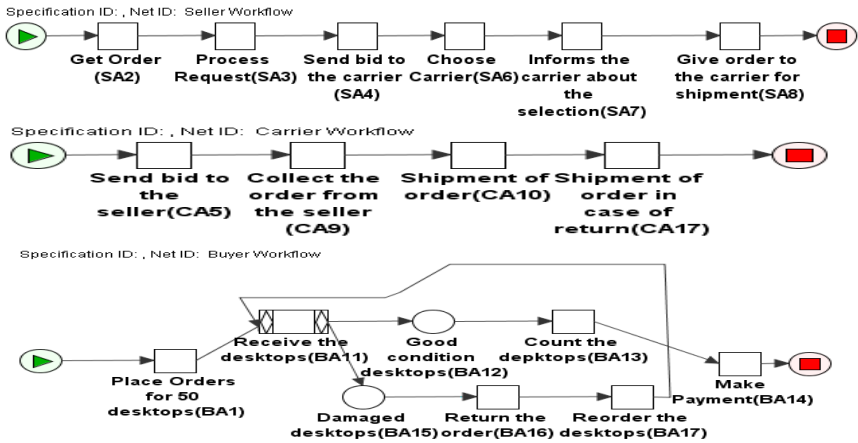 Specification ID: , Net ID: Seller Workflow
Get Order
(SA2)
Process
Request(SA3)
Send bid to
the carrier
(SA4)
Choose
Carrier(SA6)
Informs the
carrier about
the
selection(SA7)
Give order to
the carrier for
shipment(SA8)
Specification ID: , Net ID: Carrier Workflow
Send bid to
the
seller(CA5)
Collect the
order from
the seller
(CA9)
Shipment of
order(CA10)
Shipment of
order in
case of
return(CA17)
Specification ID: , Net ID: Buyer Workflow
Place Orders
for 50
desktops(BA1)
Receive the
desktops(BA11)
Good
condition
desktops(BA12)
Count the
depktops(BA13)
Make
Payment(BA14)
Damaged
desktops(BA15)
Return the
order(BA16)
Reorder the
desktops(BA17)